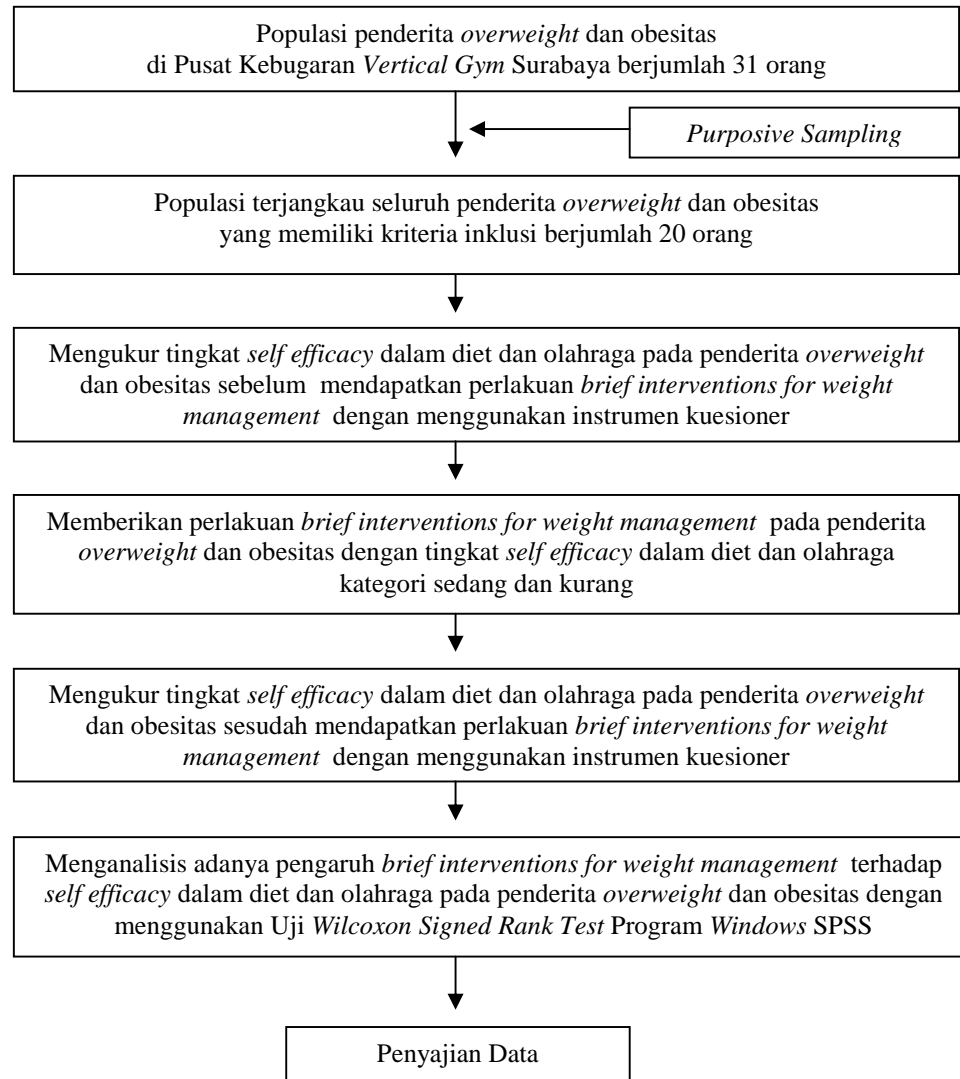 Populasi penderita overweight dan obesitas
di Pusat Kebugaran Vertical Gym Surabaya berjumlah 31 orang
Purposive Sampling
Populasi terjangkau seluruh penderita overweight dan obesitas
yang memiliki kriteria inklusi berjumlah 20 orang
Mengukur tingkat self efficacy dalam diet dan olahraga pada penderita overweight
dan obesitas sebelum mendapatkan perlakuan brief interventions for weight
management dengan menggunakan instrumen kuesioner
Memberikan perlakuan brief interventions for weight management pada penderita
overweight dan obesitas dengan tingkat self efficacy dalam diet dan olahraga
kategori sedang dan kurang
Mengukur tingkat self efficacy dalam diet dan olahraga pada penderita overweight
dan obesitas sesudah mendapatkan perlakuan brief interventions for weight
management dengan menggunakan instrumen kuesioner
Menganalisis adanya pengaruh brief interventions for weight management terhadap
self efficacy dalam diet dan olahraga pada penderita overweight dan obesitas dengan
menggunakan Uji Wilcoxon Signed Rank Test Program Windows SPSS
Penyajian Data